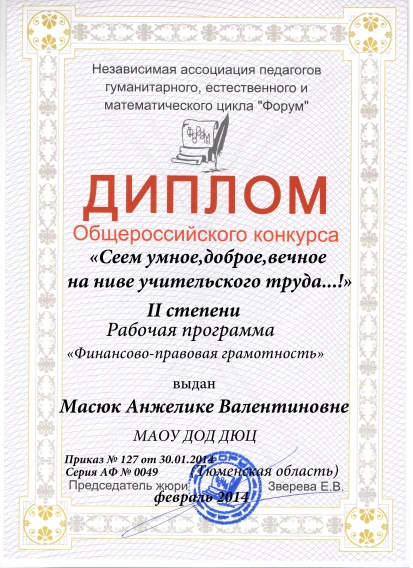 Независимая ассоциация педагогов
гуманитарного, естественного и
математического цикла "Форум"
ДИПЛОМ
Общероссийского конкурса
«Сеем умное,доброе,вечное
на ниве учительского труда...!»
II степени
Рабочая программа
«Финансово-правовая грамотность»
выдан
Масюк Анжелике Валентиновне
МАОУ ДОД ДЮЦ
Приказ № 127 от 30.01.2014
Серия АФ № 0049 (Тюменская область)
Председатель жюри Зверева Е.В.
февраль 2014